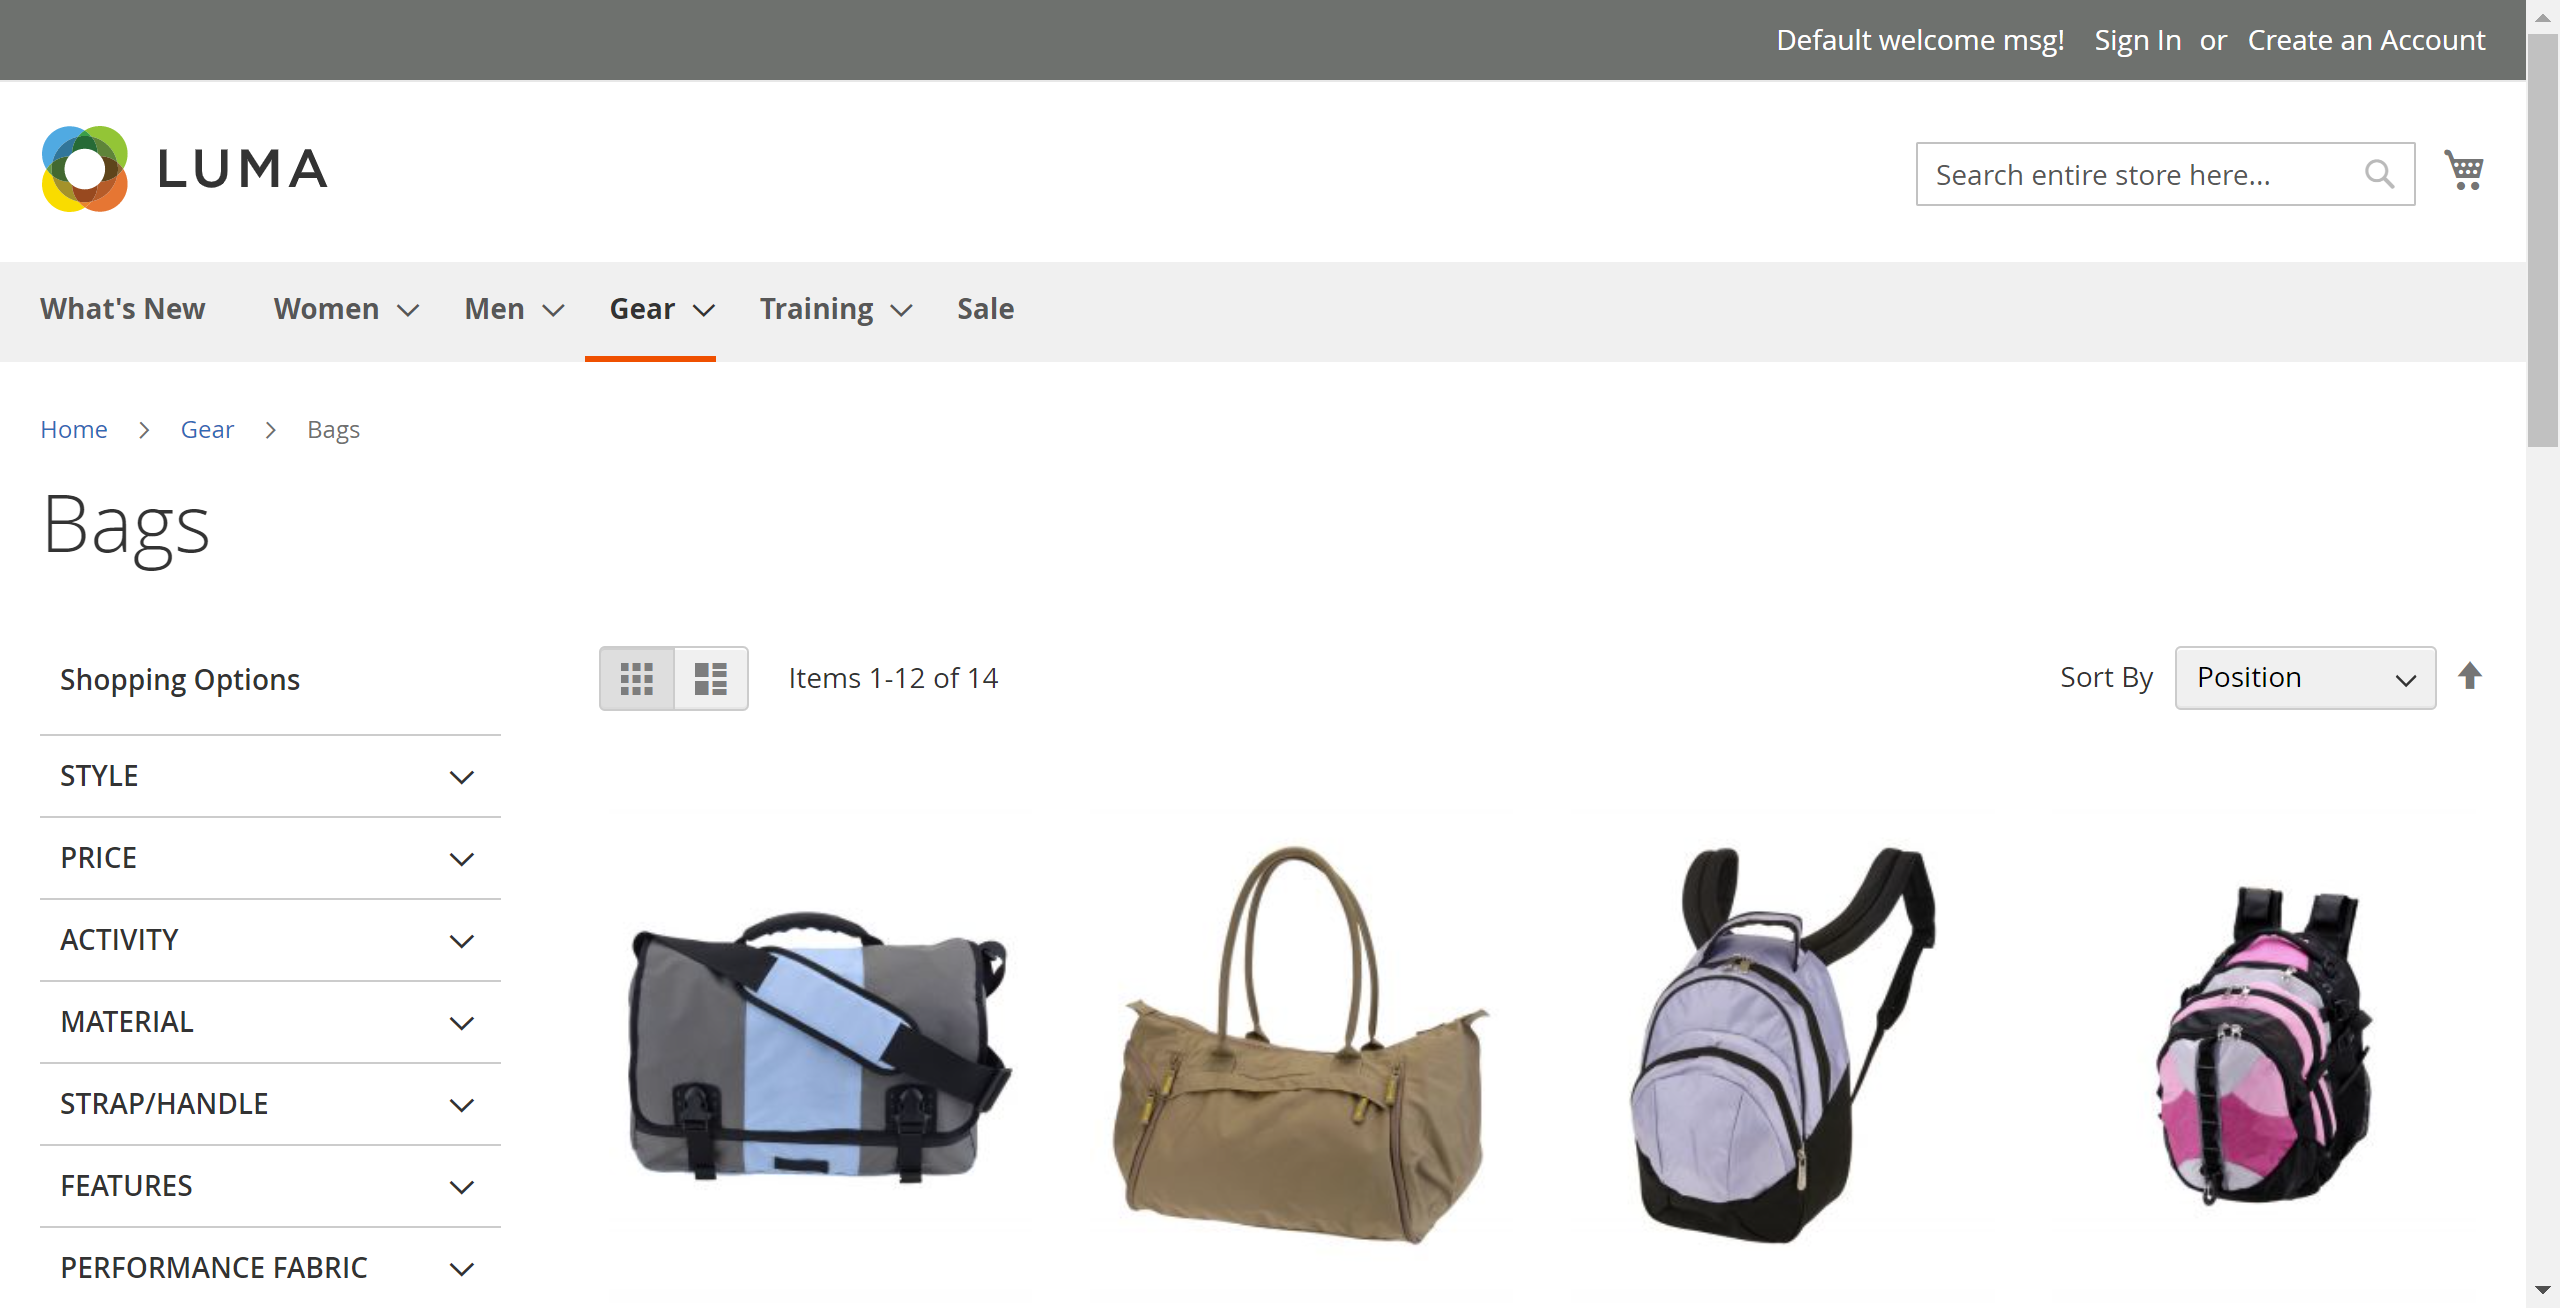 Default welcome msg! Sign In or Create an Account
LUMA
Search entire store here...
What's New Women Men Gear Training Sale
Home Gear Bags
Bags
Shopping Options
Items 1-12 of 14
Sort By Position
STYLE
PRICE
ACTIVITY
MATERIAL
STRAP/HANDLE
FEATURES
PERFORMANCE FABRIC